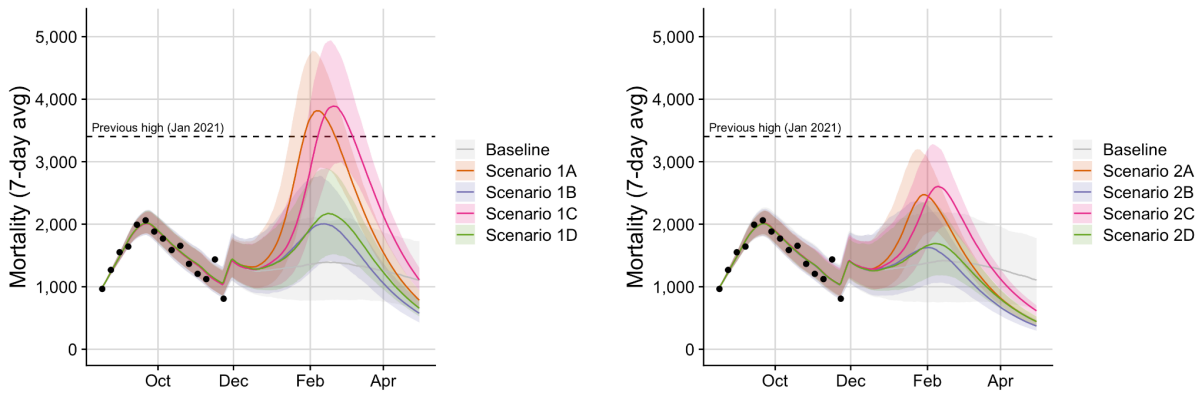 Mortality (7-day avg)
5,000
4,000
3,000
2,000
1,000
0
Previous high (Jan 2021)
Oct
Dec
Feb
Apr
Baseline
Scenario 1A
Scenario 1B
Scenario 1C
Scenario 1D
Mortality (7-day avg)
5,000
4,000
3,000
2,000
1,000
0
Previous high (Jan 2021)
Oct
Dec
Feb
Apr
Baseline
Scenario 2A
Scenario 2B
Scenario 2C
Scenario 2D